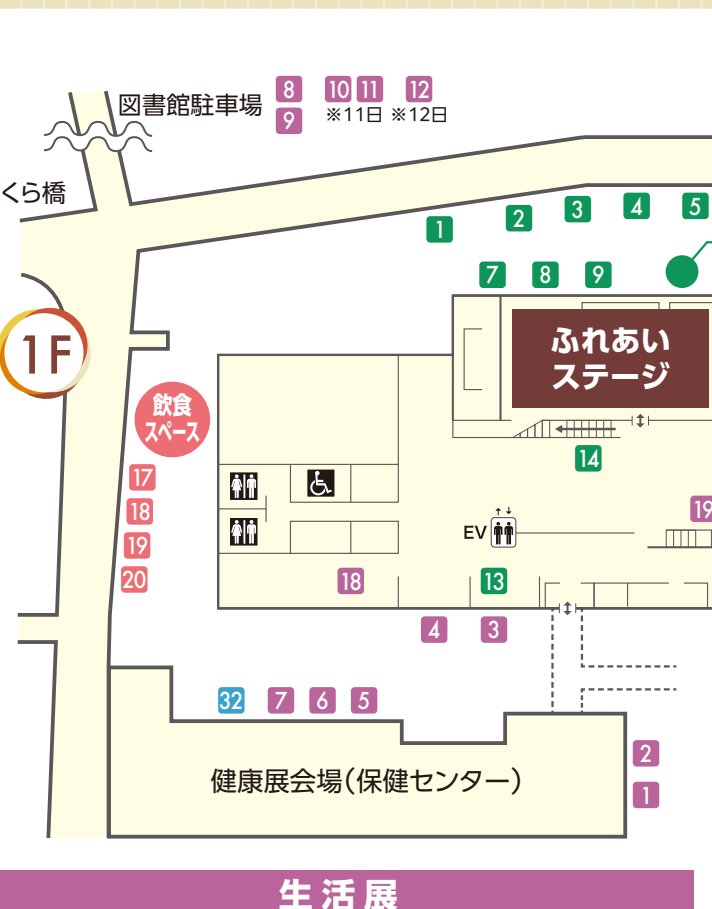 図書館駐車場
8
9
10 11
※11日
12
※12日
くら橋
1
2
3
4
5
7
8
9
1F
ふれあい
ステージ
飲食
スペース
14
17
18
19
20
19
EV
18
13
4
3
32
7
6
5
2
1
健康展会場(保健センター)
生活展